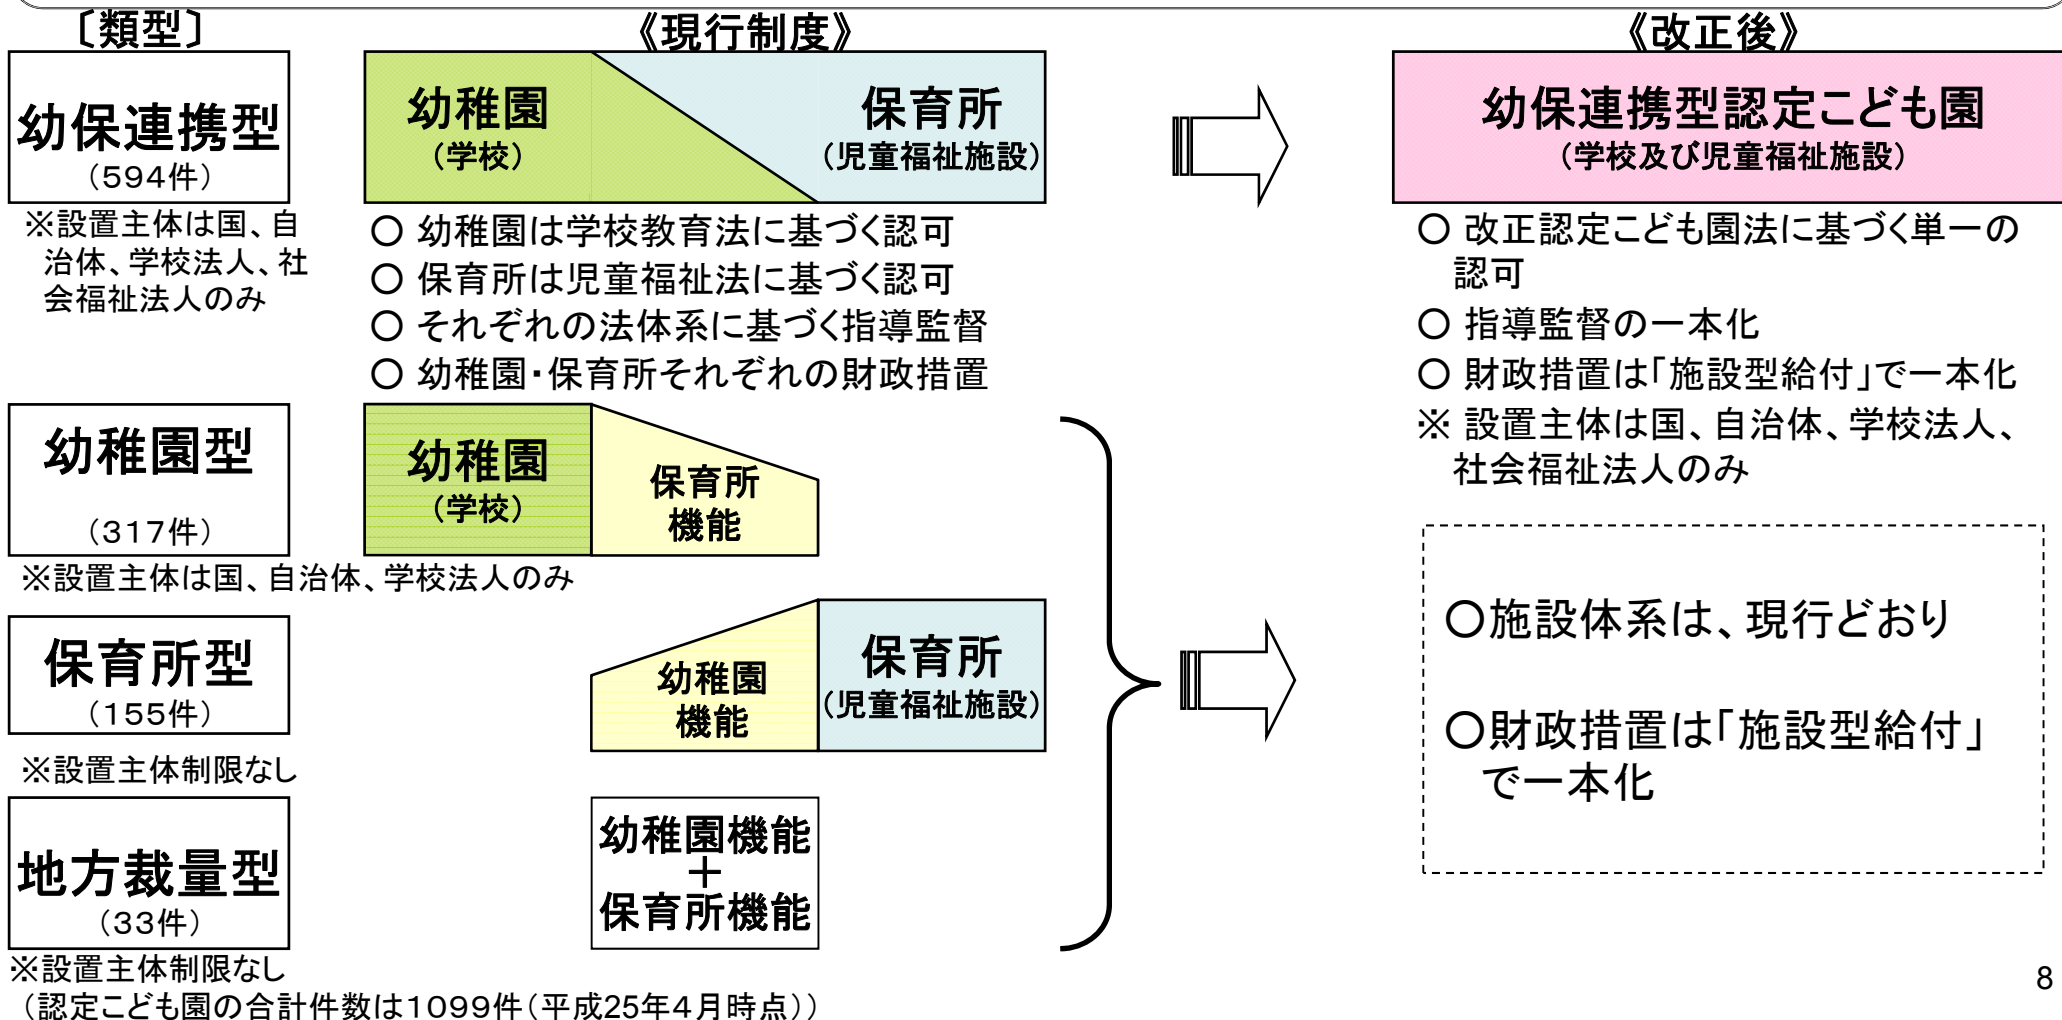 〔類型〕
《現行制度》
《改正後》
幼保連携型
（５９４件）
※設置主体は国、自
治体、学校法人、社
会福祉法人のみ
幼稚園
（学校）
保育所
（児童福祉施設）
○ 幼稚園は学校教育法に基づく認可
○ 保育所は児童福祉法に基づく認可
○ それぞれの法体系に基づく指導監督
○ 幼稚園・保育所それぞれの財政措置
幼保連携型認定こども園
（学校及び児童福祉施設）
○ 改正認定こども園法に基づく単一の
認可
○ 指導監督の一本化
○ 財政措置は「施設型給付」で一本化
※ 設置主体は国、自治体、学校法人、
社会福祉法人のみ
幼稚園型
（３１７件）
※設置主体は国、自治体、学校法人のみ
幼稚園
（学校）
保育所
機能
保育所型
（１５５件）
※設置主体制限なし
幼稚園
機能
保育所
（児童福祉施設）
地方裁量型
（３３件）
※設置主体制限なし
幼稚園機能
＋
保育所機能
○施設体系は、現行どおり
○財政措置は「施設型給付」
で一本化
（認定こども園の合計件数は１０９９件（平成25年４月時点））
8